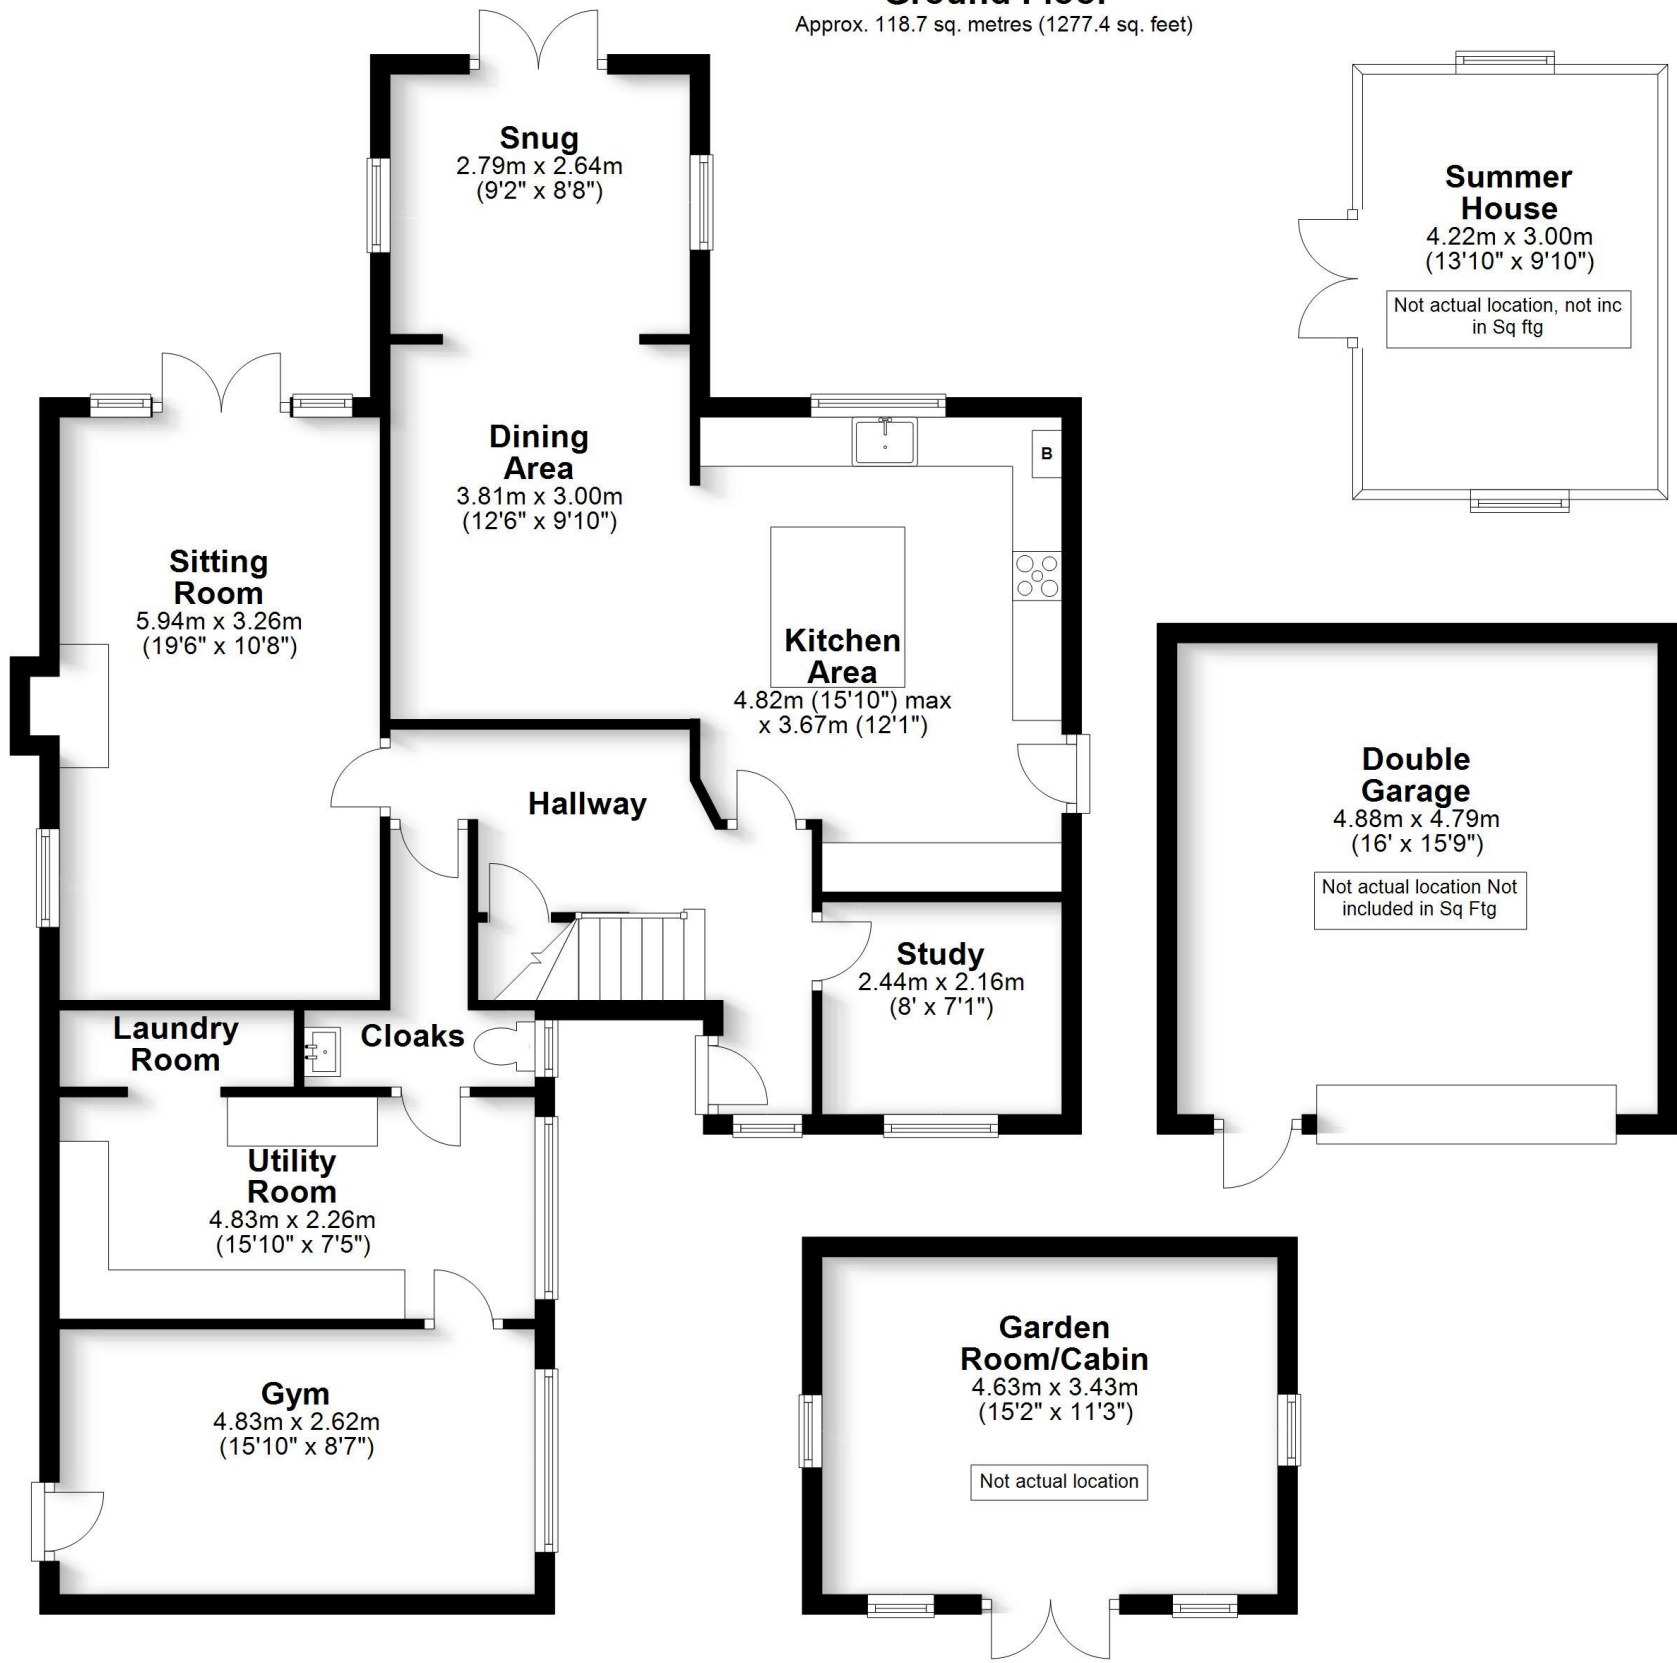 Ground Floor
Approx. 118.7 sq. metres (1277.4 sq. feet)
Snug
2.79m x 2.64m
(9'2" x 8'8")
Summer
House
4.22m x 3.00m
(13'10" x 9'10")
Not actual location, not inc
in Sq ftg
Dining
Area
3.81m x 3.00m
(12'6" x 9'10")
B
Sitting
Room
5.94m x 3.26m
(19'6" x 10'8")
Kitchen
Area
4.82m (15'10") max
x 3.67m (12'1")
Double
Garage
4.88m x 4.79m
(16' x 15'9")
Not actual location Not
included in Sq Ftg
Hallway
Study
2.44m x 2.16m
(8' x 7'1")
Laundry
Room
Cloaks
Utility
Room
4.83m x 2.26m
(15'10" x 7'5")
Garden
Room/Cabin
4.63m x 3.43m
(15'2" x 11'3")
Not actual location
Gym
4.83m x 2.62m
(15'10" x 8'7")